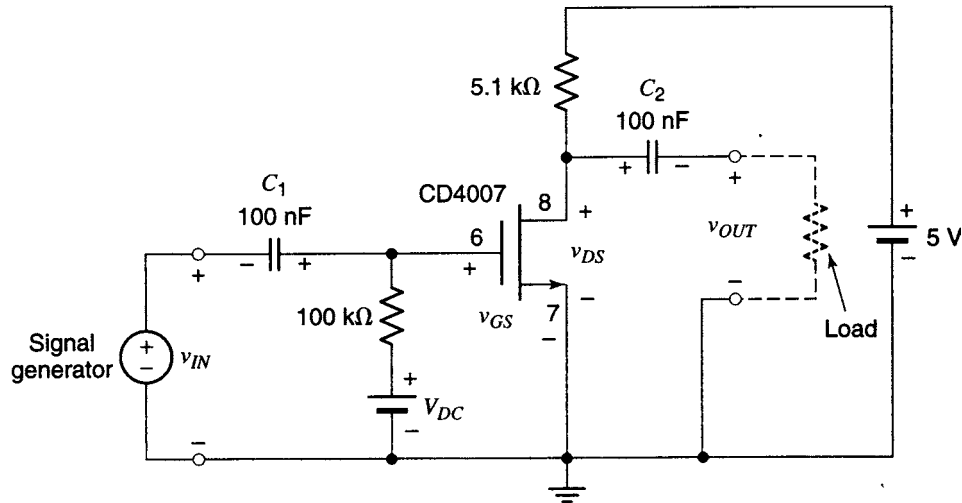 5.1 kΩ
C2
100 nF
+
−
+
C1
100 nF
CD4007
8
+
vOUT
+
5 V
−
6
+
vDS
−
+
−
+
−
100 kΩ
vGS
7
−
−
Load
Signal
generator
+
−
vIN
+
VDC
−
−